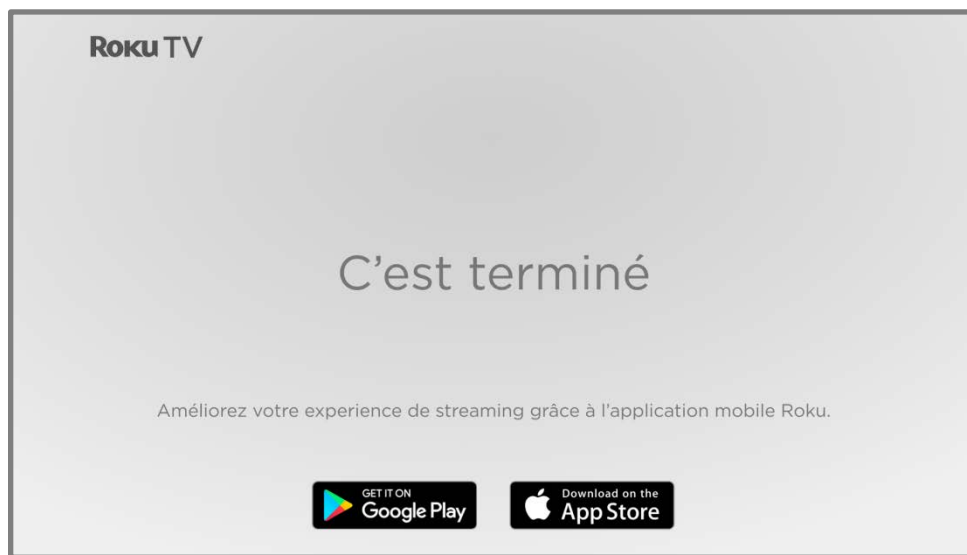 Roku TV
C'est terminé
Améliorez votre experience de streaming grâce à l'application mobile Roku.
GET IT ON
Google Play
Download on the
App Store